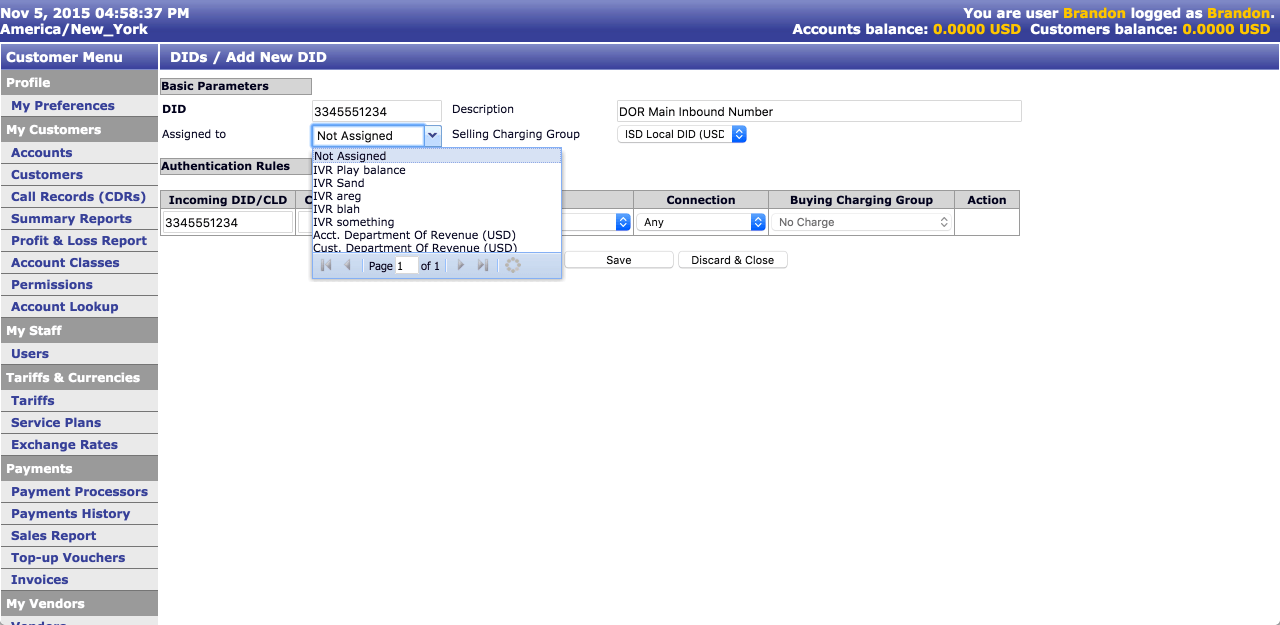 Nov 5, 2015 04:58:37 PM
America/New_York
You are user Brandon logged as Brandon.
Accounts balance: 0.0000 USD Customers balance: 0.0000 USD
Customer Menu
Profile
My Preferences
My Customers
Accounts
Customers
Call Records (CDRs)
Summary Reports
Profit & Loss Report
Account Classes
Permissions
Account Lookup
My Staff
Users
Tariffs & Currencies
Tariffs
Service Plans
Exchange Rates
Payments
Payment Processors
Payments History
Sales Report
Top-up Vouchers
Invoices
My Vendors
DIDs / Add New DID
Basic Parameters
DID 3345551234 Description DOR Main Inbound Number
Assigned to Not Assigned Selling Charging Group ISD Local DID (USD
Not Assigned
IVR Play balance
IVR Sand
IVR areg
IVR blah
IVR something
Acct. Department Of Revenue (USD)
Cust. Department Of Revenue (USD)
Page 1 of 1
Authentication Rules
Incoming DID/CLD Connection Buying Charging Group Action
3345551234 Any No Charge
Save Discard & Close